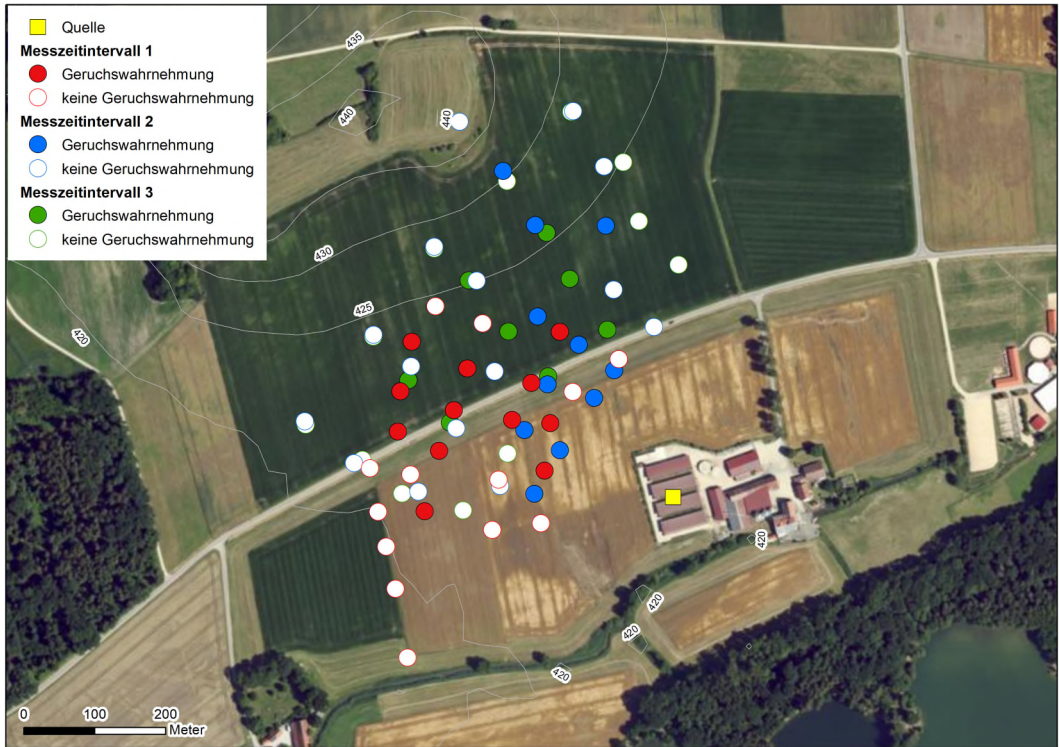 Quelle
Messzeitintervall 1
Geruchswahrnehmung
keine Geruchswahrnehmung
Messzeitintervall 2
Geruchswahrnehmung
keine Geruchswahrnehmung
Messzeitintervall 3
Geruchswahrnehmung
keine Geruchswahrnehmung
435
440
440
430
425
420
420
420
420
420
0 100 200
Meter